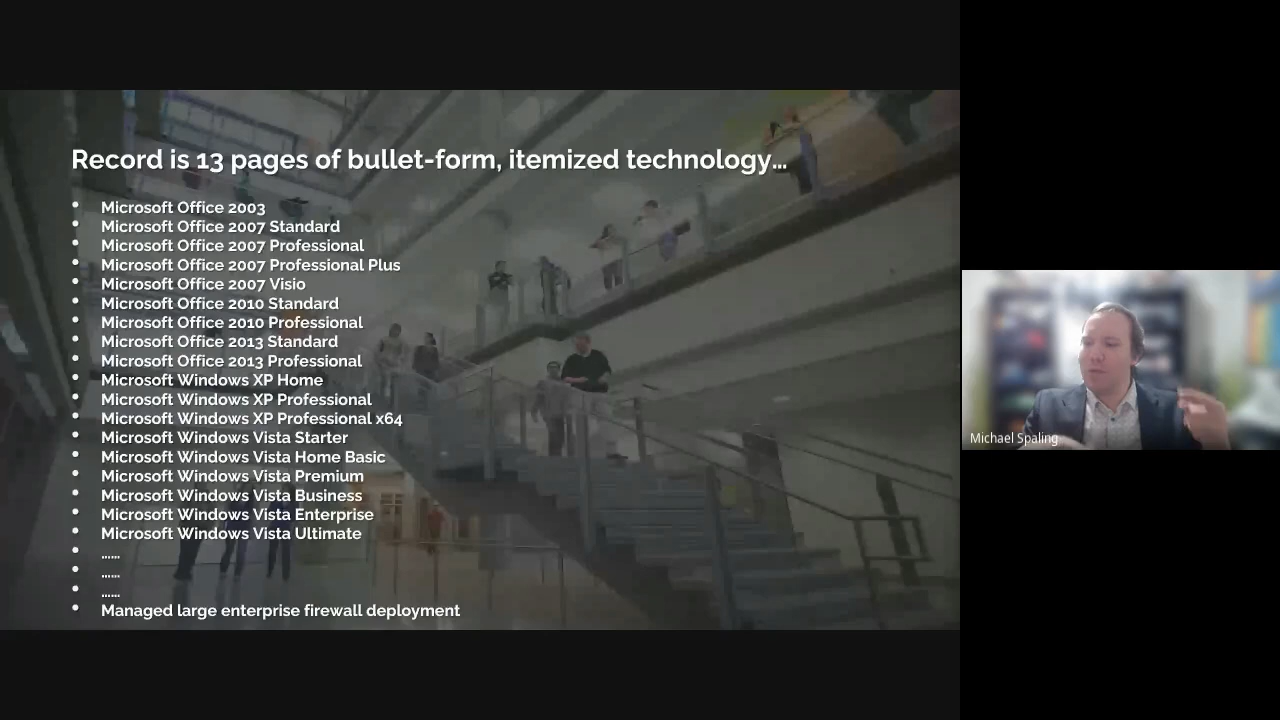 Record is 13 pages of bullet-form, itemized technology...
• Microsoft Office 2003
• Microsoft Office 2007 Standard
• Microsoft Office 2007 Professional
• Microsoft Office 2007 Professional Plus
• Microsoft Office 2007 Visio
• Microsoft Office 2010 Standard
• Microsoft Office 2010 Professional
• Microsoft Office 2013 Standard
• Microsoft Office 2013 Professional
• Microsoft Windows XP Home
• Microsoft Windows XP Professional
• Microsoft Windows XP Professional x64
• Microsoft Windows Vista Starter
• Microsoft Windows Vista Home Basic
• Microsoft Windows Vista Premium
• Microsoft Windows Vista Business
• Microsoft Windows Vista Enterprise
• Microsoft Windows Vista Ultimate
• ......
• ......
• ......
• Managed large enterprise firewall deployment
Michael Spaling